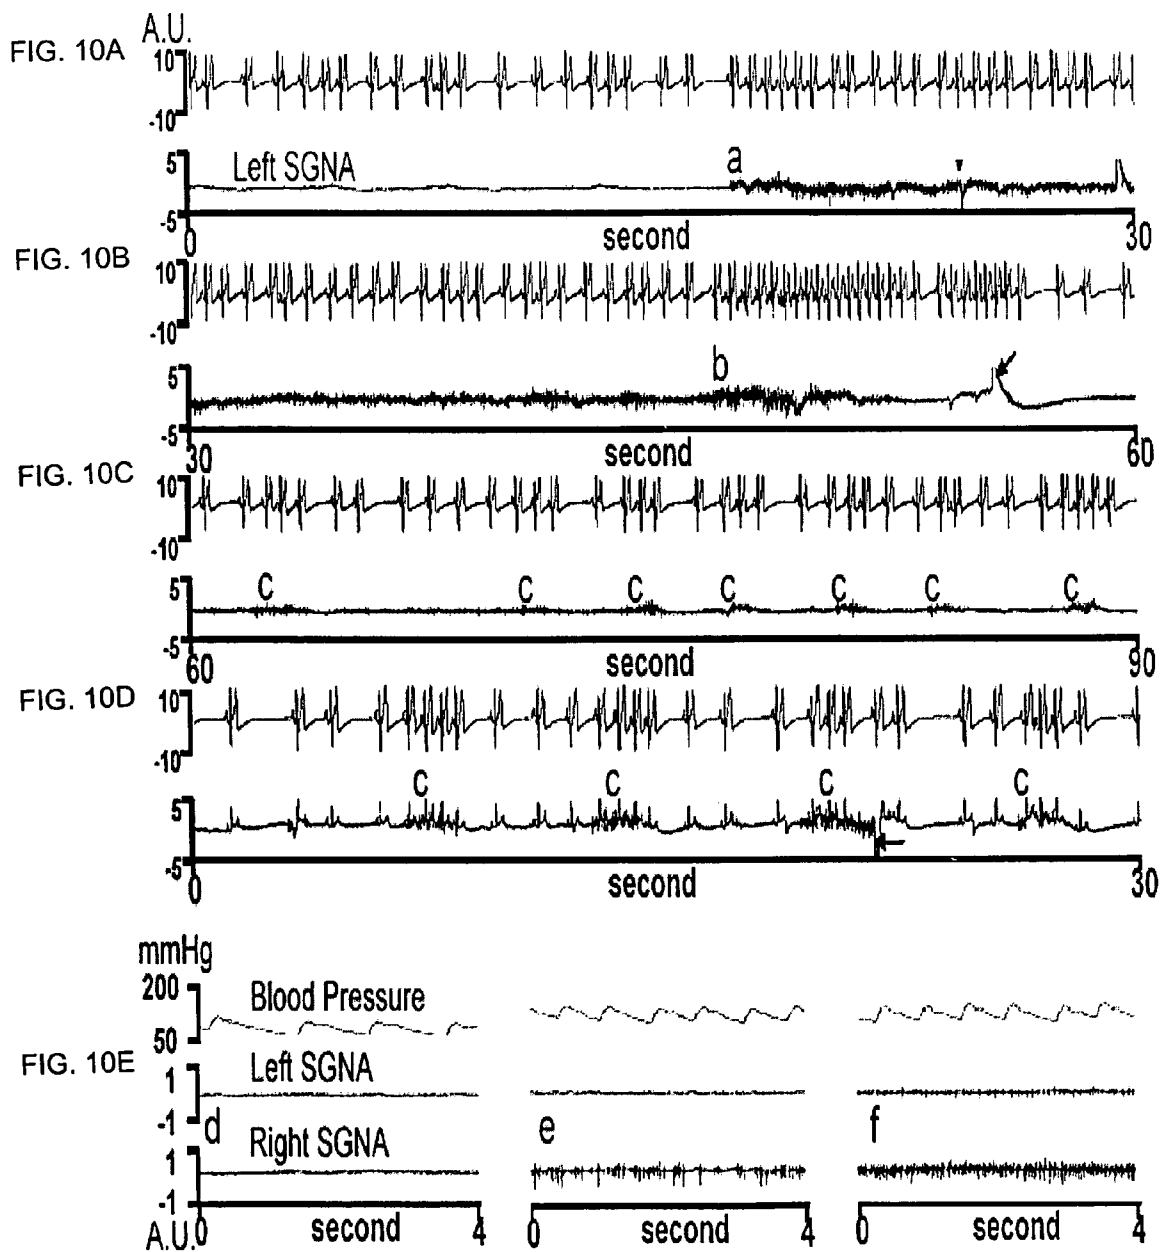 A.U.
FIG. 10A
10
-10
5
Left SGNA
a
-5
0
second
30
FIG. 10B
10
-10
5
b
-5
30
second
60
FIG. 10C
10
-10
5
C C C C C C C
-5
60
second
90
FIG. 10D
10
-10
5
C C C C
-5
0
second
30
mmHg
200
Blood Pressure
50
FIG. 10E
1
Left SGNA
-1
d e f
1
Right SGNA
-1
A.U.
0 second 4 0 second 4 0 second 4